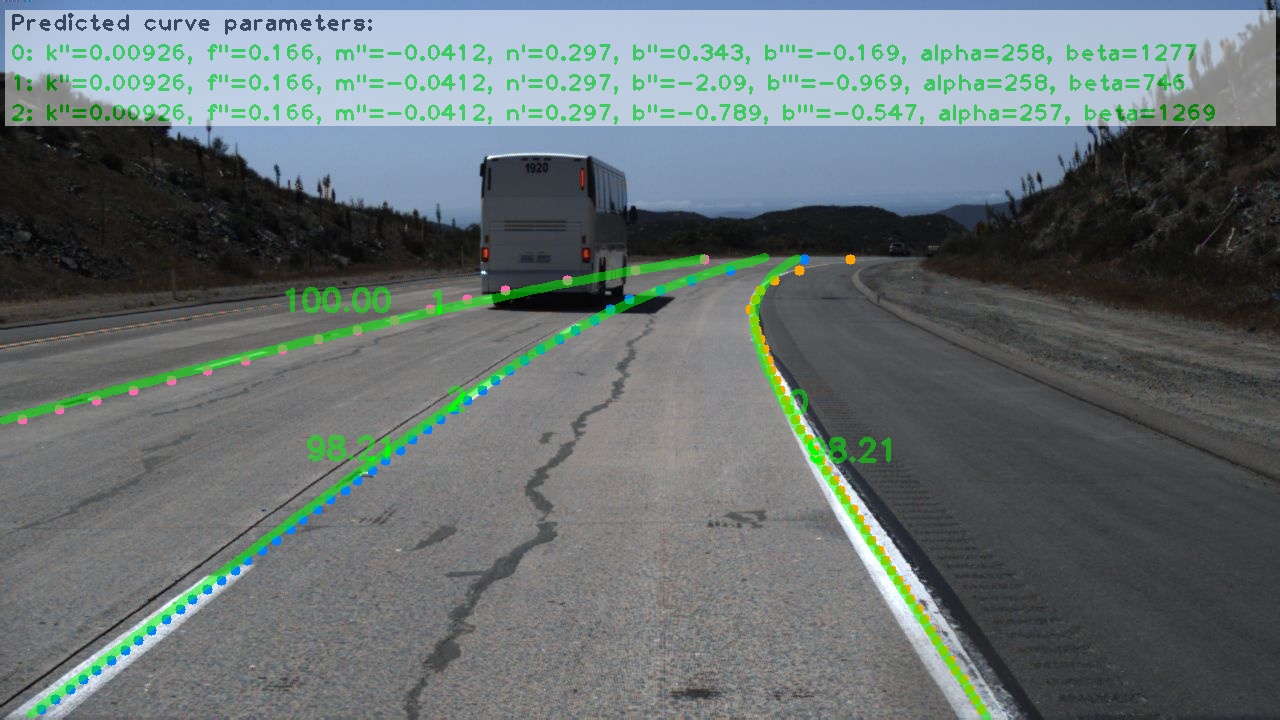 Predicted curve parameters:
0: k''=0.00926, f''=0.166, m''=−0.0412, n'=0.297, b''=0.343, b'''=−0.169, alpha=258, beta=1277
1: k''=0.00926, f''=0.166, m''=−0.0412, n'=0.297, b''=−2.09, b'''=−0.969, alpha=258, beta=746
2: k''=0.00926, f''=0.166, m''=−0.0412, n'=0.297, b''=−0.789, b'''=−0.547, alpha=257, beta=1269
1920
100.00 1
0
98.21 98.21